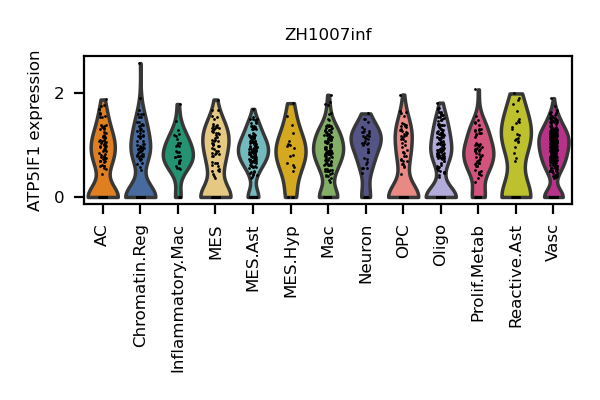 ZH1007inf
ATP5IF1 expression
2
0
AC
Chromatin.Reg
Inflammatory.Mac
MES
MES.Ast
MES.Hyp
Mac
Neuron
OPC
Oligo
Prolif.Metab
Reactive.Ast
Vasc